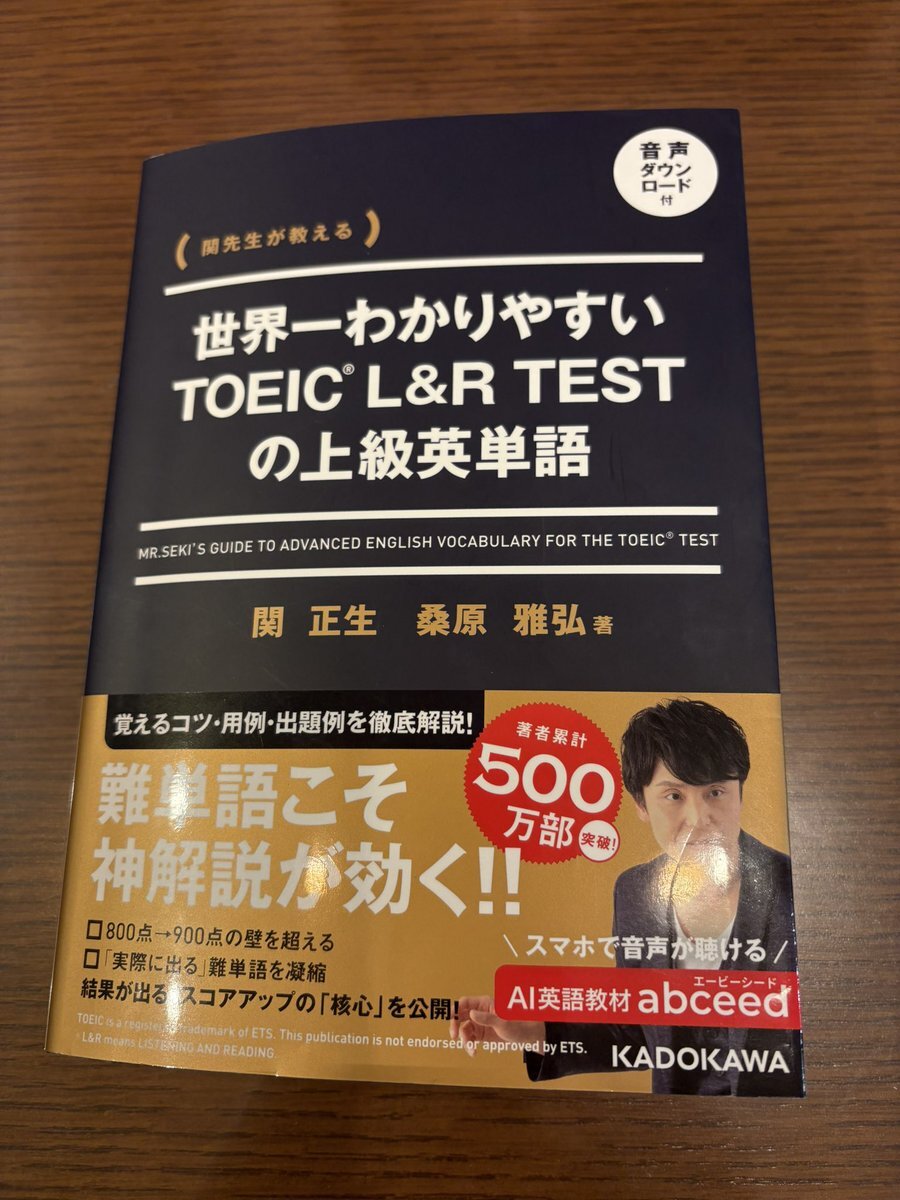 音声
ダウン
ロード
付
(関先生が教える)
世界一わかりやすい
TOEIC® L&R TEST
の上級英単語
MR.SEKI'S GUIDE TO ADVANCED ENGLISH VOCABULARY FOR THE TOEIC® TEST
関 正生 桑原 雅弘 著
覚えるコツ・用例・出題例を徹底解説!
著者累計
500
万部
突破!
難単語こそ
神解説が効く!!
□800点→900点の壁を超える
□「実際に出る」難単語を凝縮
結果が出る スコアアップの「核心」を公開!
\ スマホで音声が聴ける /
エービーシード
AI英語教材 abceed
TOEIC is a registered trademark of ETS. This publication is not endorsed or approved by ETS.
L&R means LISTENING AND READING.
KADOKAWA